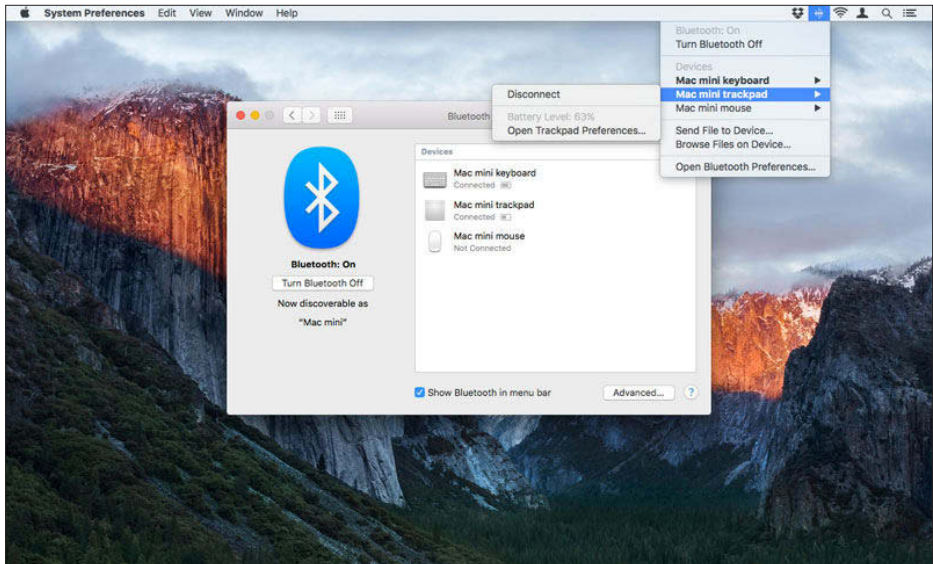 System Preferences Edit View Window Help
Bluetooth: On
Turn Bluetooth Off
Devices
Mac mini keyboard
Mac mini trackpad
Mac mini mouse
Send File to Device...
Browse Files on Device...
Open Bluetooth Preferences...
Disconnect
Battery Level: 63%
Open Trackpad Preferences...
Bluetooth
Bluetooth: On
Turn Bluetooth Off
Now discoverable as
"Mac mini"
Devices
Mac mini keyboard
Connected
Mac mini trackpad
Connected
Mac mini mouse
Not Connected
Show Bluetooth in menu bar
Advanced...
?